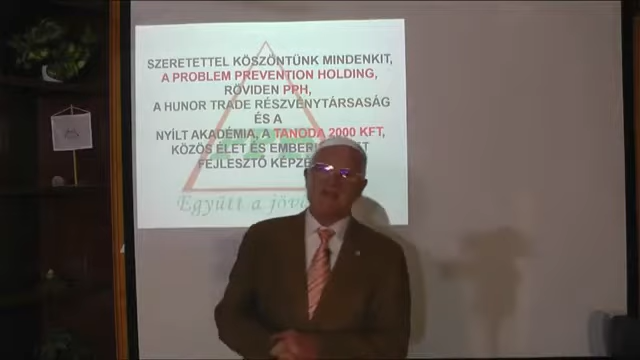 SZERETETTEL KÖSZÖNTÜNK MINDENKIT,
A PROBLEM PREVENTION HOLDING,
RÖVIDEN PPH,
A HUNOR TRADE RÉSZVÉNYTÁRSASÁG
ÉS A
NYÍLT AKADÉMIA, A TANODA 2000 KFT,
KÖZÖS ÉLET ÉS
FEJLESZTŐ
Együtt a